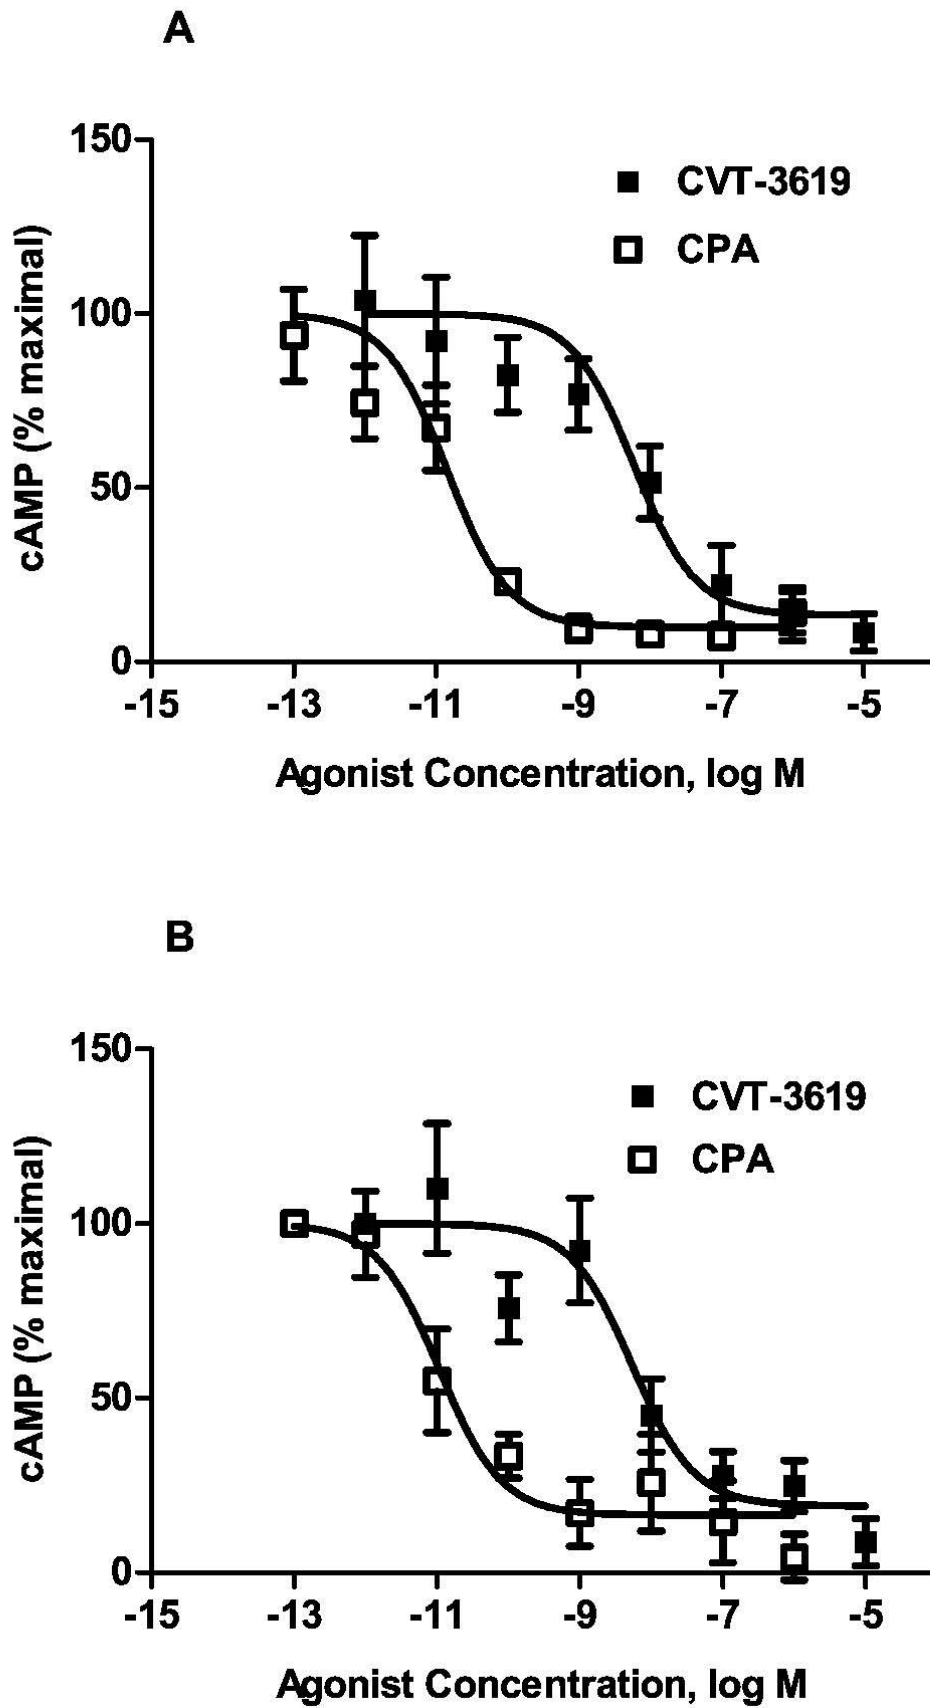 A
150
CVT-3619
CPA
100
cAMP (% maximal)
50
0
-15 -13 -11 -9 -7 -5
Agonist Concentration, log M
B
150
CVT-3619
CPA
100
cAMP (% maximal)
50
0
-15 -13 -11 -9 -7 -5
Agonist Concentration, log M